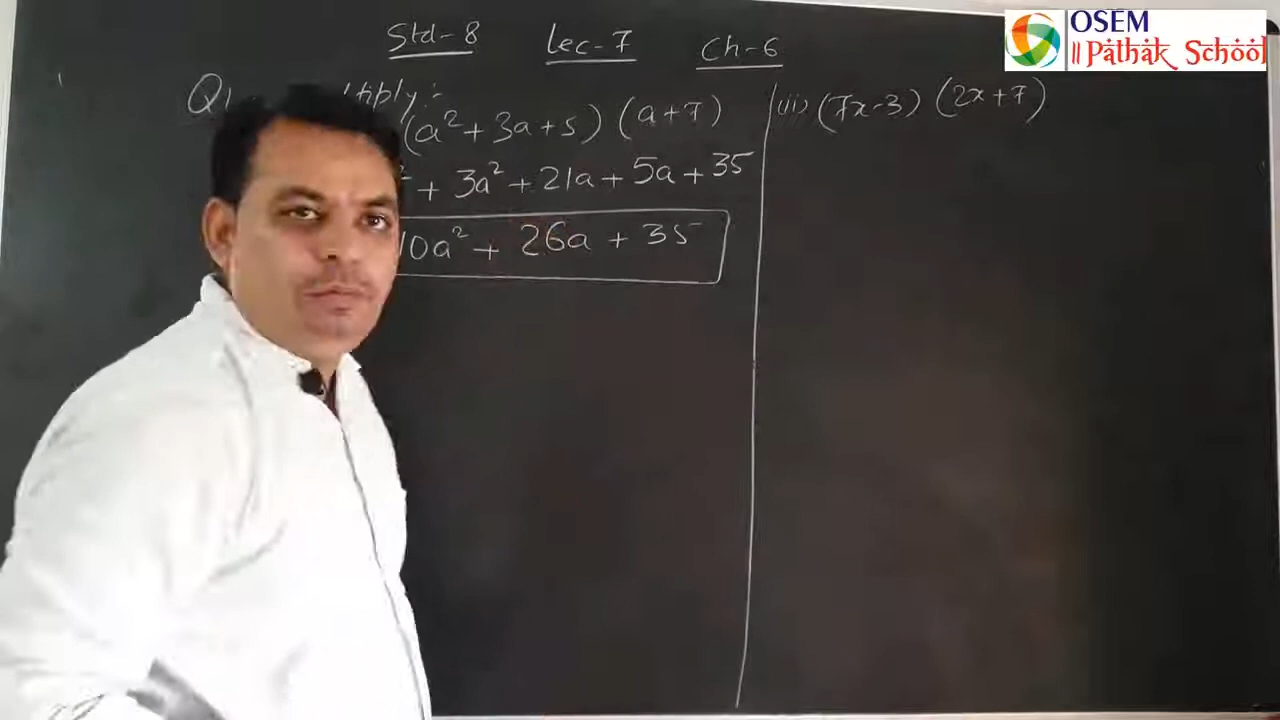 OSEM
॥ Pathak School
Std-8 Lec-7 Ch-6
Q1 tiply:-
(a² + 3a + 5) (a + 7)
+ 3a² + 21a + 5a + 35
10a² + 26a + 35
(7x-3) (2x+7)